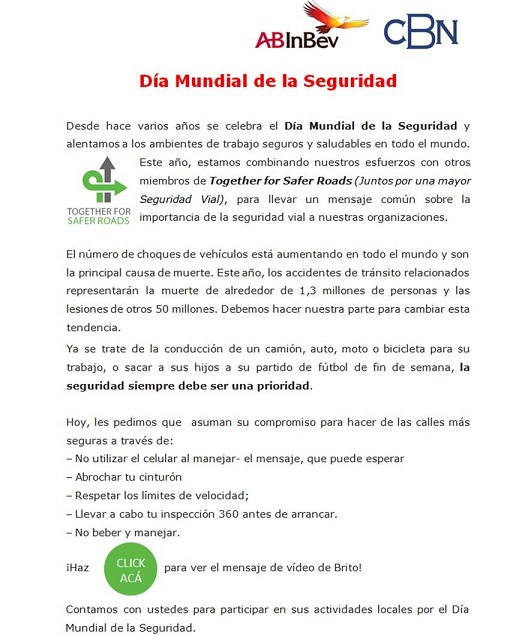 ABInBev
CBN
Día Mundial de la Seguridad
Desde hace varios años se celebra el Día Mundial de la Seguridad y
alentamos a los ambientes de trabajo seguros y saludables en todo el mundo.
Este año, estamos combinando nuestros esfuerzos con otros
miembros de Together for Safer Roads (Juntos por una mayor
Seguridad Vial), para llevar un mensaje común sobre la
importancia de la seguridad vial a nuestras organizaciones.
TOGETHER FOR
SAFER ROADS
El número de choques de vehículos está aumentando en todo el mundo y son
la principal causa de muerte. Este año, los accidentes de tránsito relacionados
representarán la muerte de alrededor de 1,3 millones de personas y las
lesiones de otros 50 millones. Debemos hacer nuestra parte para cambiar esta
tendencia.
Ya se trate de la conducción de un camión, auto, moto o bicicleta para su
trabajo, o sacar a sus hijos a su partido de fútbol de fin de semana, la
seguridad siempre debe ser una prioridad.
Hoy, les pedimos que asuman su compromiso para hacer de las calles más
seguras a través de:
– No utilizar el celular al manejar- el mensaje, que puede esperar
– Abrochar tu cinturón
– Respetar los límites de velocidad;
– Llevar a cabo tu inspección 360 antes de arrancar.
– No beber y manejar.
¡Haz CLICK ACÁ para ver el mensaje de vídeo de Brito!
Contamos con ustedes para participar en sus actividades locales por el Día
Mundial de la Seguridad.